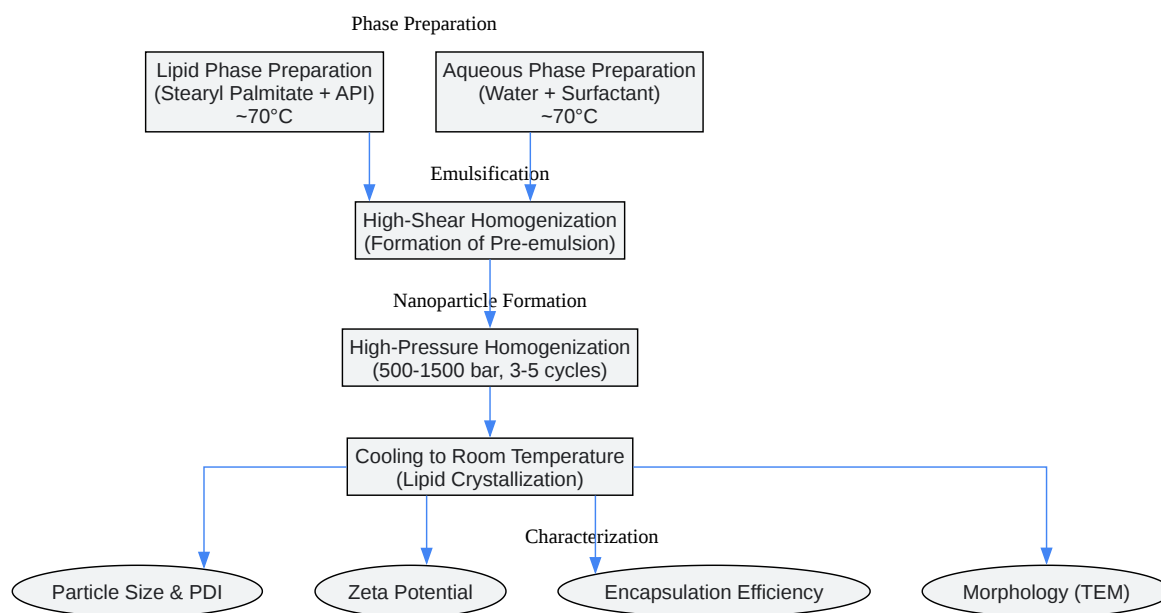 Phase Preparation
Lipid Phase Preparation
(Stearyl Palmitate + API)
~70°C
Aqueous Phase Preparation
(Water + Surfactant)
~70°C
Emulsification
High-Shear Homogenization
(Formation of Pre-emulsion)
Nanoparticle Formation
High-Pressure Homogenization
(500-1500 bar, 3-5 cycles)
Cooling to Room Temperature
(Lipid Crystallization)
Characterization
Particle Size & PDI
Zeta Potential
Encapsulation Efficiency
Morphology (TEM)